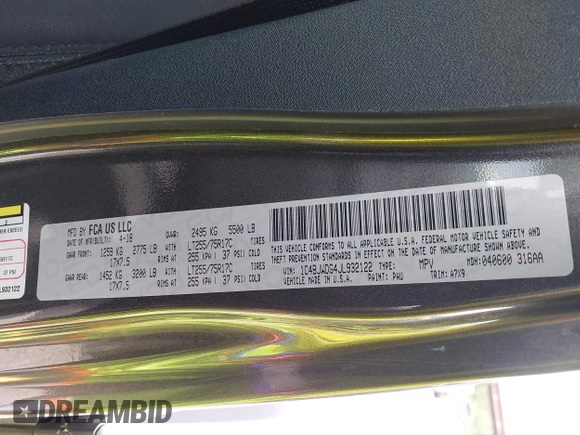 MFD BY FCA US LLC
DATE OF MFR(BUILT): 4-18
GVWR: 2495 KG 5500 LB
GAWR FRONT 1259 KG 2775 LB WITH LT255/75R17C TIRES
17X7.5 RIMS AT 255 KPA( 37 PSI) COLD
GAWR REAR 1452 KG 3200 LB WITH LT255/75R17C TIRES
17X7.5 RIMS AT 255 KPA( 37 PSI) COLD
THIS VEHICLE CONFORMS TO ALL APPLICABLE U.S.A. FEDERAL MOTOR VEHICLE SAFETY AND
THEFT PREVENTION STANDARDS IN EFFECT ON THE DATE OF MANUFACTURE SHOWN ABOVE.
VIN: 1C4BJWDG4JL932122 TYPE: MPV MDH:040600 316AA
VEHICLE MADE IN U.S.A. PAINT: PAU TRIM: A7X9
5R17C
37 PSI
L932122
DREAMBID